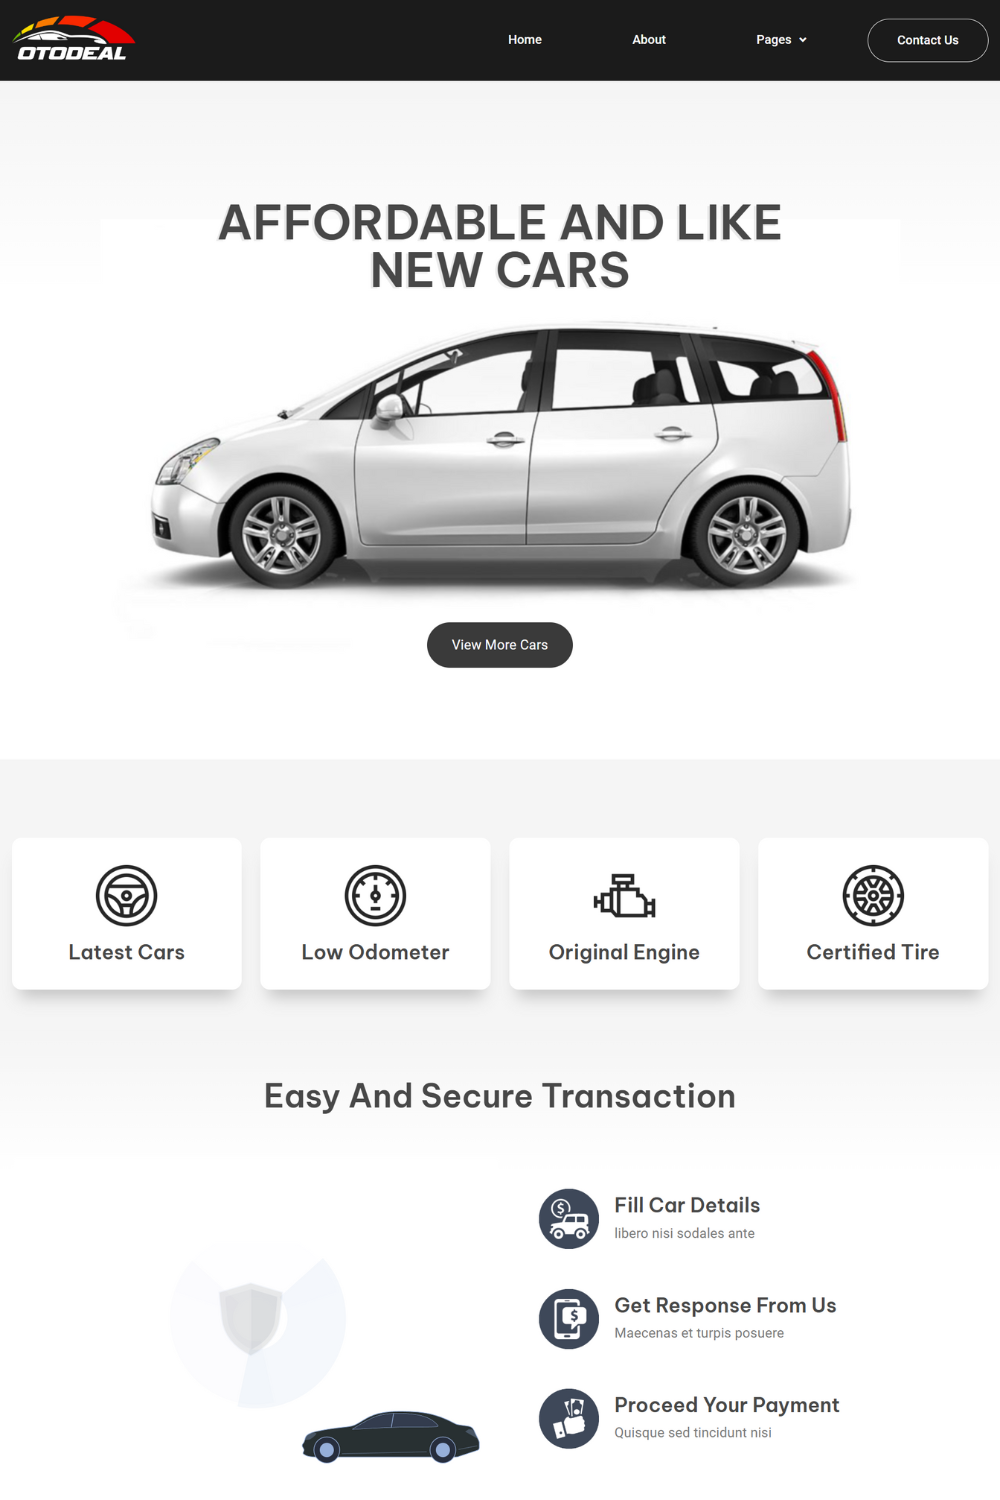 OTODEAL
Home
About
Pages
Contact Us
AFFORDABLE AND LIKE
NEW CARS
View More Cars
Latest Cars
Low Odometer
Original Engine
Certified Tire
Easy And Secure Transaction
Fill Car Details
libero nisi sodales ante
Get Response From Us
Maecenas et turpis posuere
Proceed Your Payment
Quisque sed tincidunt nisi